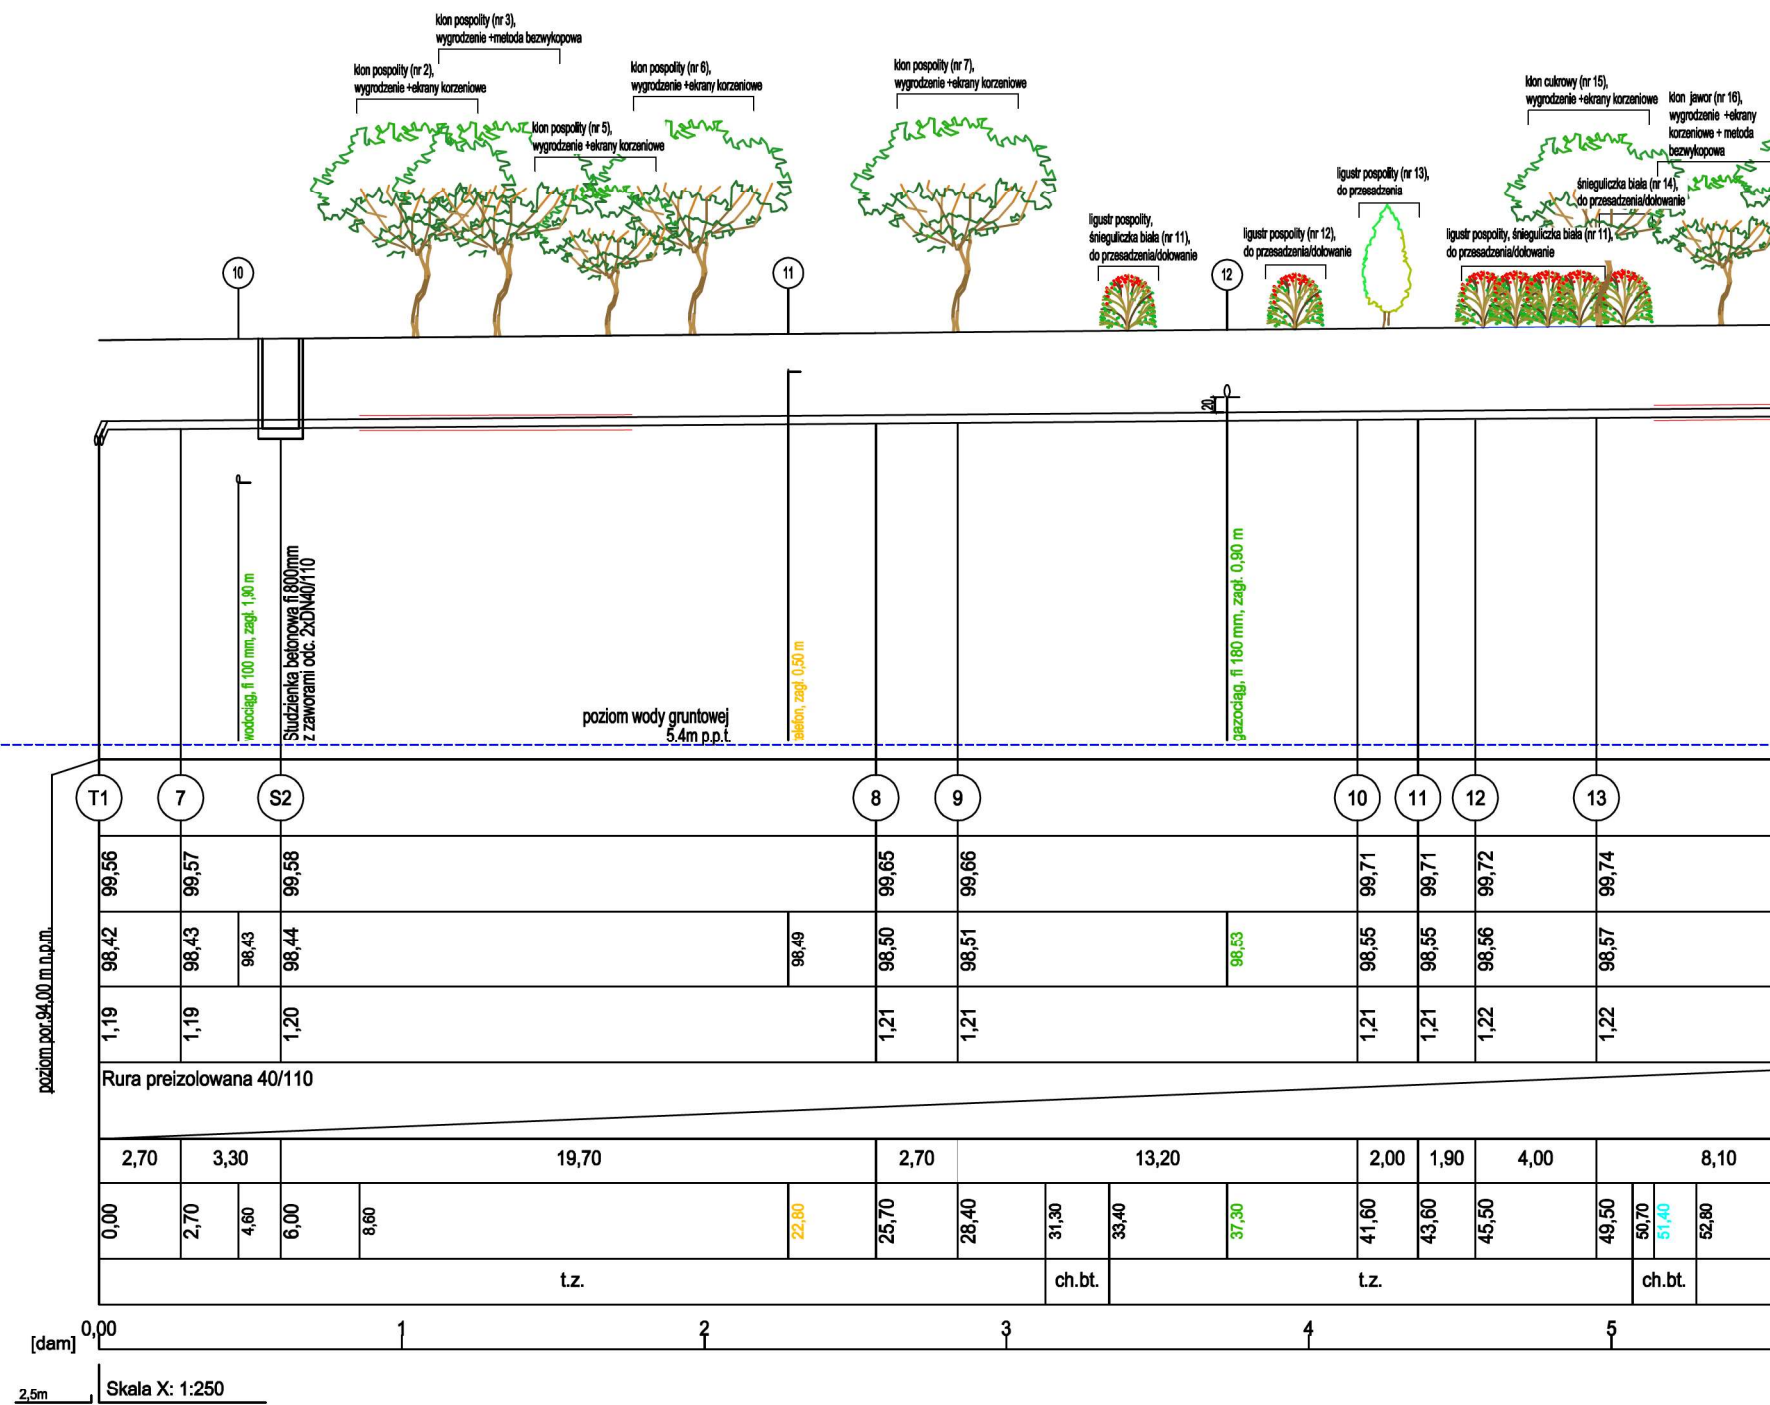 klon pospolity (nr 3),
wygrodzenie +metoda bezwykopowa
klon pospolity (nr 2),
wygrodzenie +ekrany korzeniowe
klon pospolity (nr 6),
wygrodzenie +ekrany korzeniowe
klon pospolity (nr 7),
wygrodzenie +ekrany korzeniowe
klon pospolity (nr 5),
wygrodzenie +ekrany korzeniowe
klon cukrowy (nr 15),
wygrodzenie +ekrany korzeniowe
klon jawor (nr 16),
wygrodzenie +ekrany
korzeniowe + metoda
bezwykopowa
ligustr pospolity (nr 13),
do przesadzenia
śnieguliczka biała (nr 14),
do przesadzenia/dołowanie
ligustr pospolity,
śnieguliczka biała (nr 11),
do przesadzenia/dołowanie
ligustr pospolity (nr 12),
do przesadzenia/dołowanie
ligustr pospolity, śnieguliczka biała (nr 11),
do przesadzenia/dołowanie
10
11
12
20
wodociąg, fi 100 mm, zagł. 1,90 m
Studzienka betonowa fi 800mm
z zaworami odc. 2xDN40/110
poziom wody gruntowej
5.4m p.p.t.
telefon, zagł. 0,50 m
gazociąg, fi 180 mm, zagł. 0,90 m
T1 7 S2 8 9 10 11 12 13
99,56 99,57 99,58 99,65 99,66 99,71 99,71 99,72 99,74
98,42 98,43 98,43 98,44 98,49 98,50 98,51 98,53 98,55 98,55 98,56 98,57
1,19 1,19 1,20 1,21 1,21 1,21 1,21 1,22 1,22
poziom por.94,00 m n.p.m.
Rura preizolowana 40/110
2,70 3,30 19,70 2,70 13,20 2,00 1,90 4,00 8,10
0,00 2,70 4,60 6,00 8,60 22,80 25,70 28,40 31,30 33,40 37,30 41,60 43,60 45,50 49,50 50,70 51,40 52,80
t.z. ch.bt. t.z. ch.bt.
[dam] 0,00 1 2 3 4 5
2,5m
Skala X: 1:250